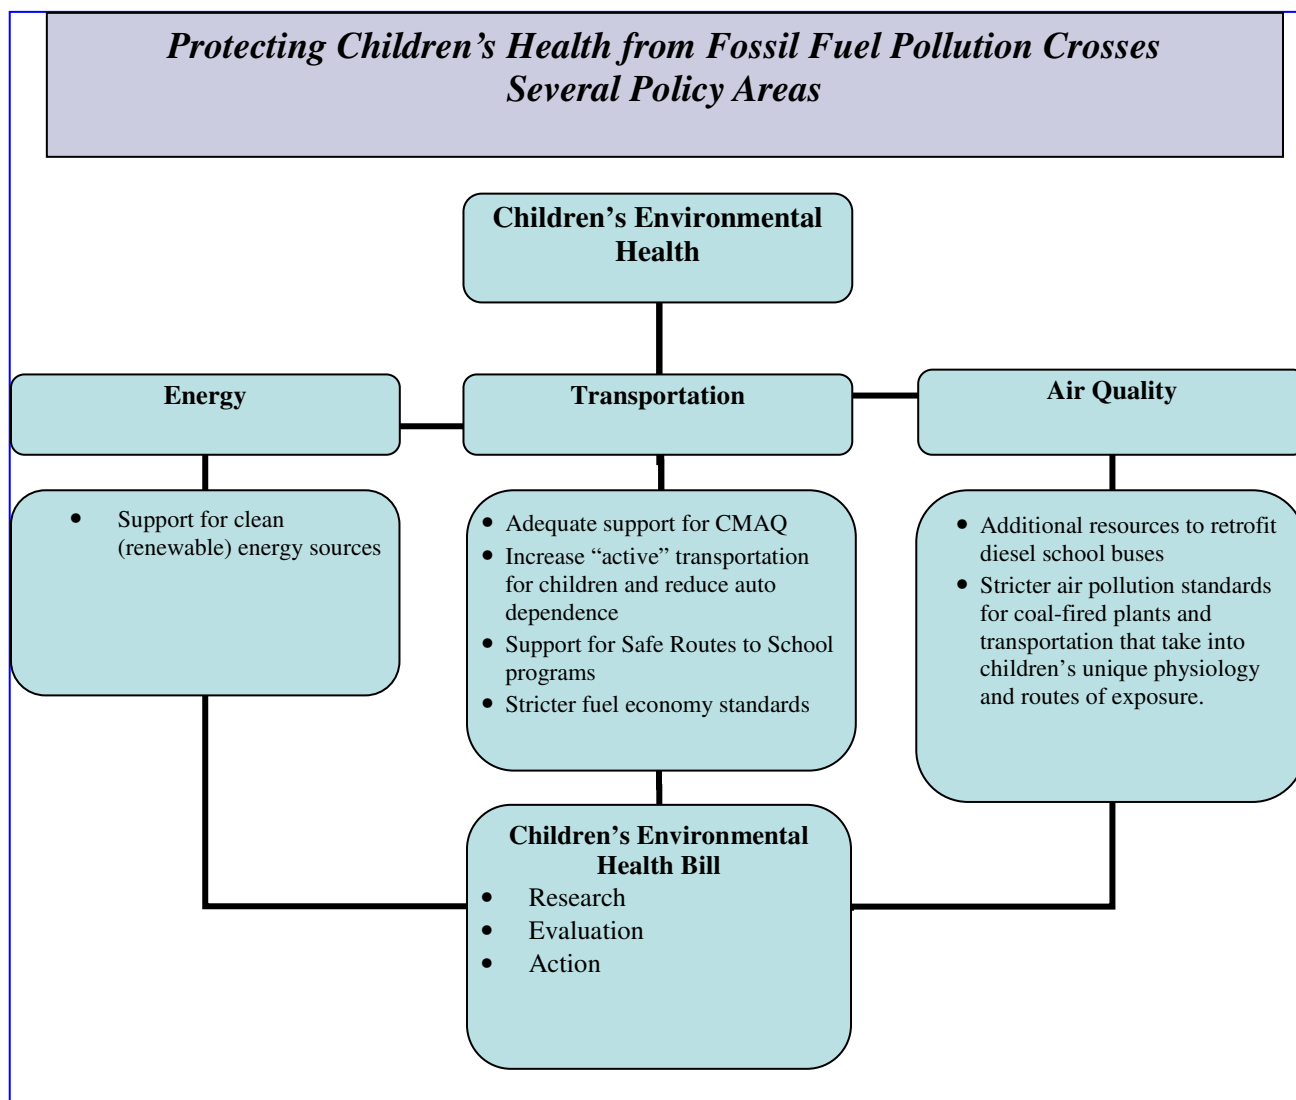 Protecting Children’s Health from Fossil Fuel Pollution Crosses
Several Policy Areas
Children’s Environmental
Health
Energy
Transportation
Air Quality
• Support for clean
(renewable) energy sources
• Adequate support for CMAQ
• Increase “active” transportation
for children and reduce auto
dependence
• Support for Safe Routes to School
programs
• Stricter fuel economy standards
• Additional resources to retrofit
diesel school buses
• Stricter air pollution standards
for coal-fired plants and
transportation that take into
children’s unique physiology
and routes of exposure.
Children’s Environmental
Health Bill
• Research
• Evaluation
• Action